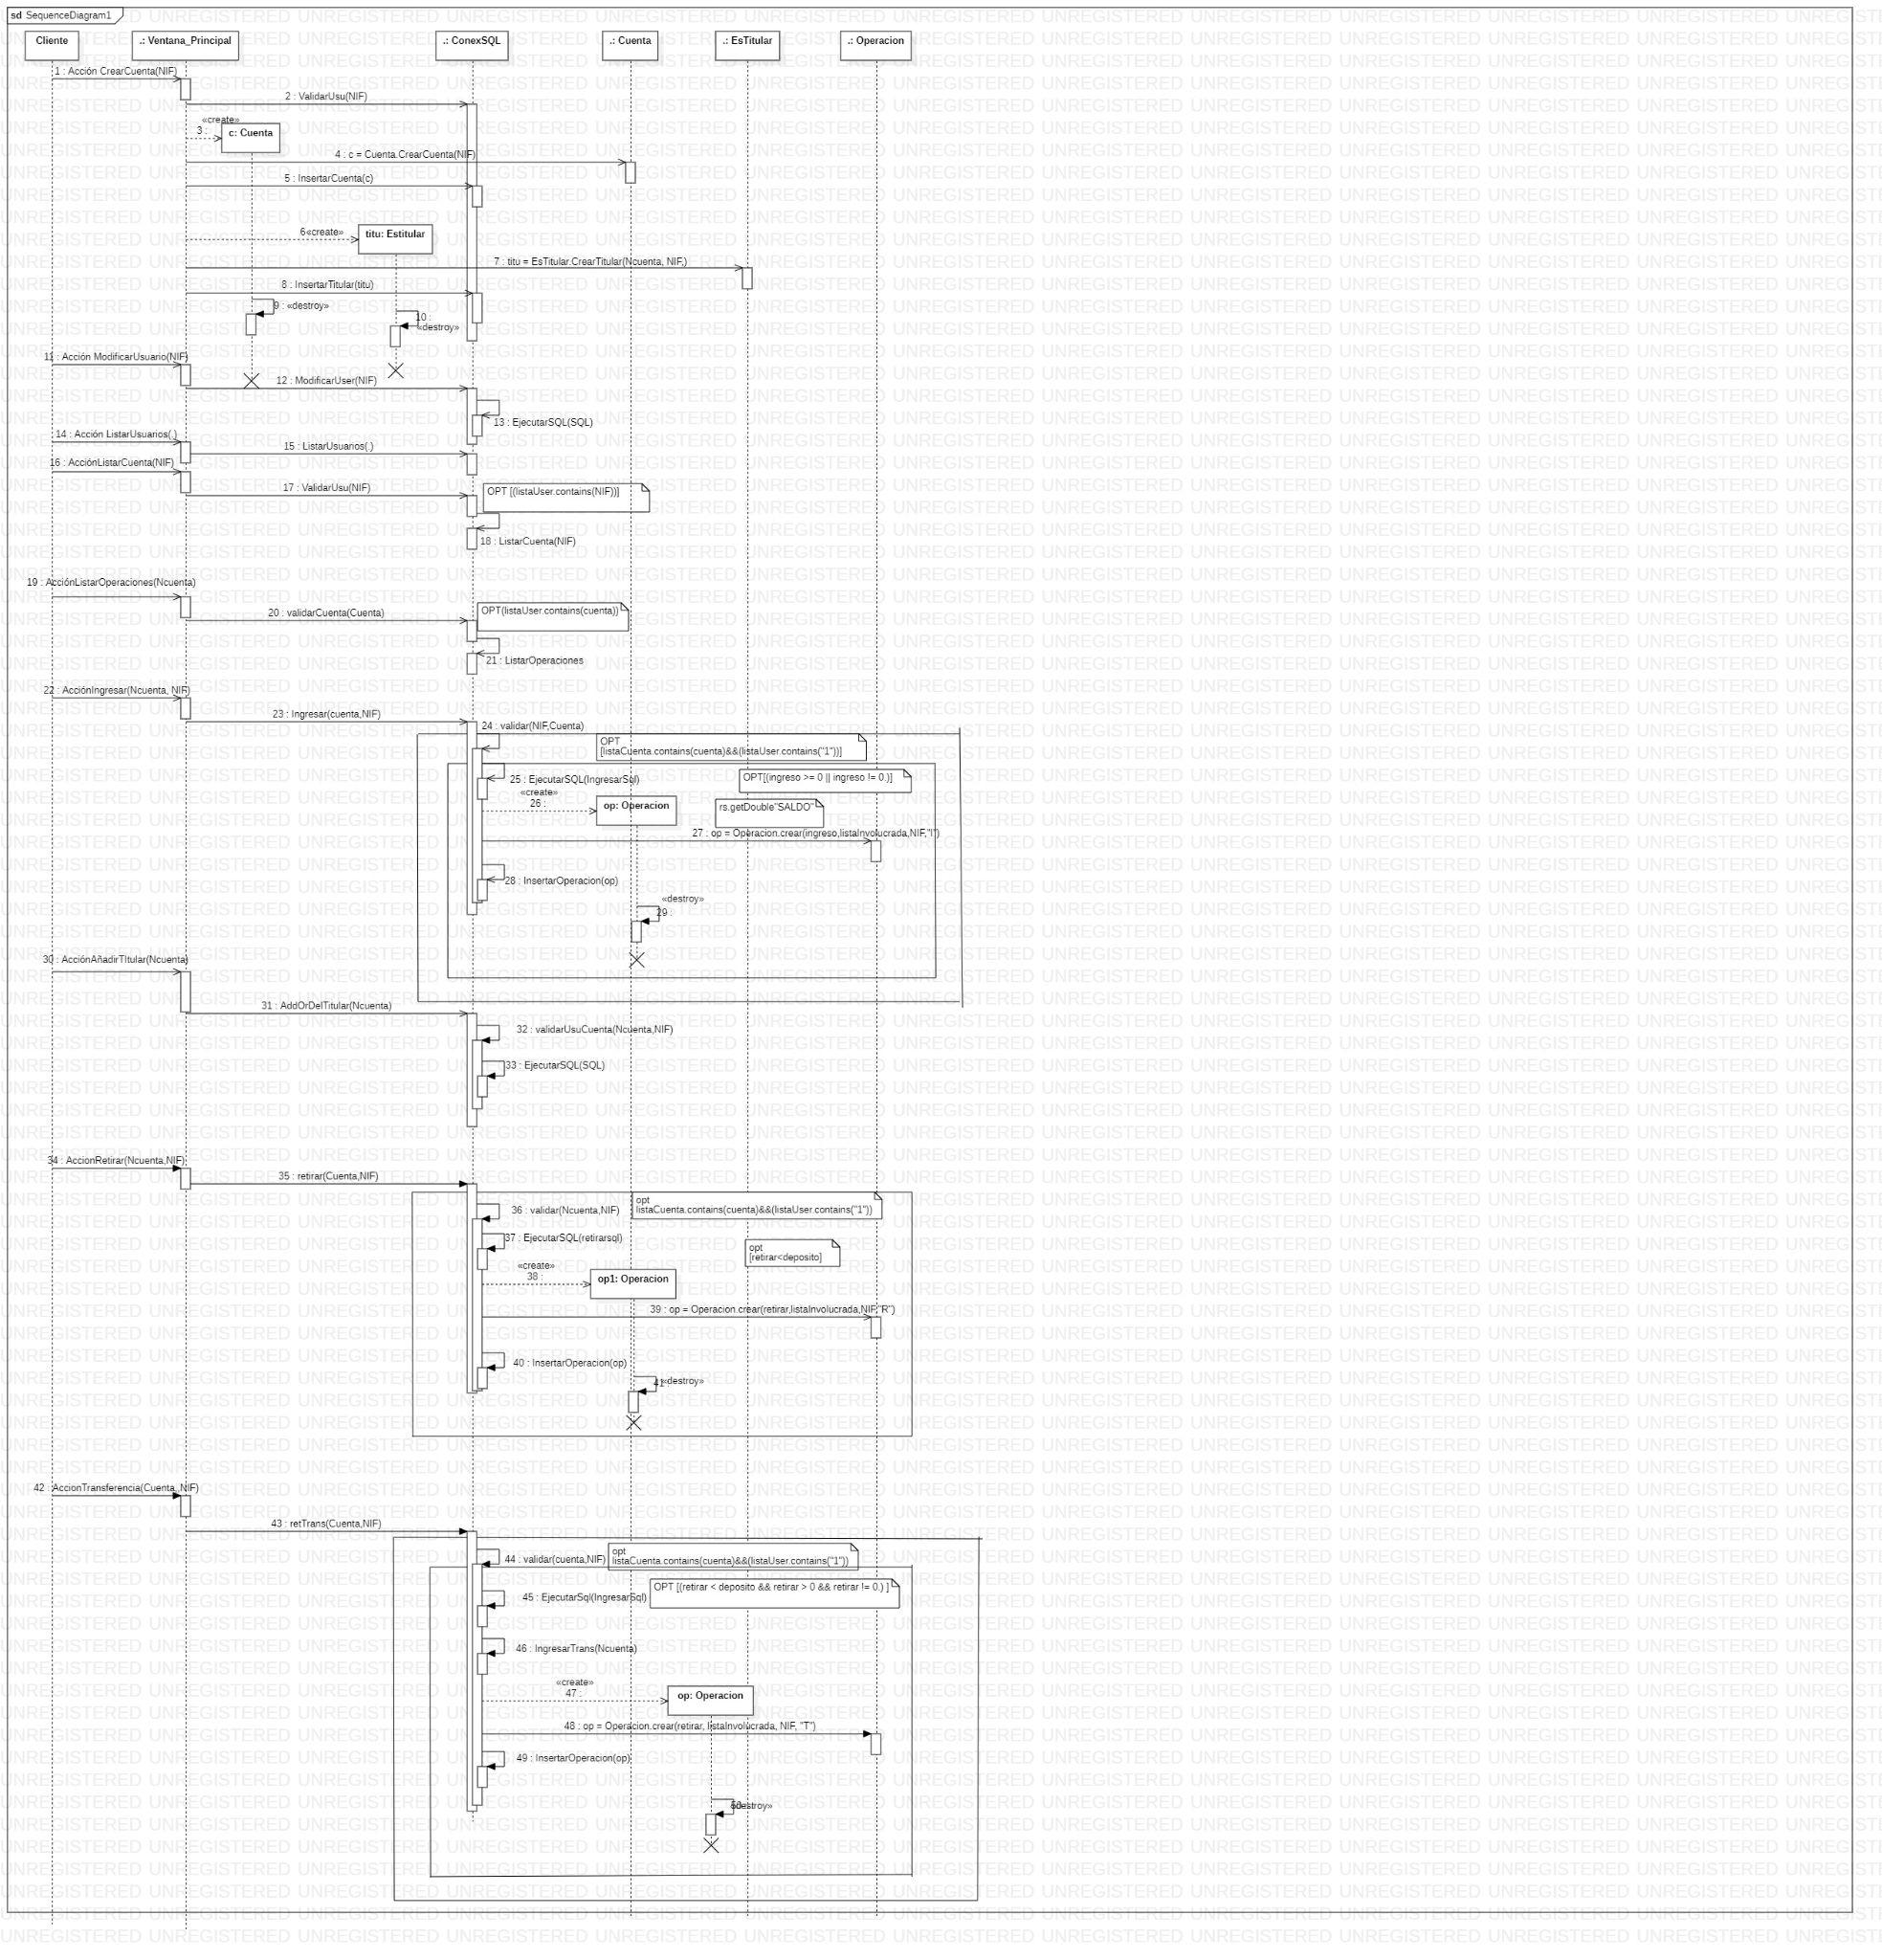 sd SequenceDiagram1
Cliente
.: Ventana_Principal
.: ConexSQL
.: Cuenta
.: EsTitular
.: Operacion
1 : Acción CrearCuenta(NIF)
2 : ValidarUsu(NIF)
«create»
3 :
c: Cuenta
4 : c = Cuenta.CrearCuenta(NIF)
5 : InsertarCuenta(c)
6«create»
titu: Estitular
7 : titu = EsTitular.CrearTitular(Ncuenta, NIF,)
8 : InsertarTitular(titu)
9 : «destroy»
10 :
«destroy»
11 : Acción ModificarUsuario(NIF)
12 : ModificarUser(NIF)
13 : EjecutarSQL(SQL)
14 : Acción ListarUsuarios(.)
15 : ListarUsuarios(.)
16 : AcciónListarCuenta(NIF)
17 : ValidarUsu(NIF)
OPT [(listaUser.contains(NIF))]
18 : ListarCuenta(NIF)
19 : AcciónListarOperaciones(Ncuenta)
20 : validarCuenta(Cuenta)
OPT(listaUser.contains(cuenta))
21 : ListarOperaciones
22 : AcciónIngresar(Ncuenta, NIF)
23 : Ingresar(cuenta,NIF)
24 : validar(NIF,Cuenta)
OPT
[listaCuenta.contains(cuenta)&&(listaUser.contains("1"))]
25 : EjecutarSQL(IngresarSql)
OPT[(ingreso >= 0 || ingreso != 0.)]
«create»
26 :
op: Operacion
rs.getDouble"SALDO"
27 : op = Operacion.crear(ingreso,listaInvolucrada,NIF,"I")
28 : InsertarOperacion(op)
«destroy»
29 :
30 : AcciónAñadirTItular(Ncuenta)
31 : AddOrDelTitular(Ncuenta)
32 : validarUsuCuenta(Ncuenta,NIF)
33 : EjecutarSQL(SQL)
34 : AccionRetirar(Ncuenta,NIF)
35 : retirar(Cuenta,NIF)
opt
listaCuenta.contains(cuenta)&&(listaUser.contains("1"))
36 : validar(Ncuenta,NIF)
37 : EjecutarSQL(retirarsql)
opt
[retirar<deposito]
«create»
38 :
op1: Operacion
39 : op = Operacion.crear(retirar,listaInvolucrada,NIF,"R")
40 : InsertarOperacion(op)
41 «destroy»
42 : AccionTransferencia(Cuenta,,NIF)
43 : retTrans(Cuenta,NIF)
opt
listaCuenta.contains(cuenta)&&(listaUser.contains("1"))
44 : validar(cuenta,NIF)
OPT [(retirar < deposito && retirar > 0 && retirar != 0.) ]
45 : EjecutarSql(IngresarSql)
46 : IngresarTrans(Ncuenta)
«create»
47 :
op: Operacion
48 : op = Operacion.crear(retirar, listaInvolucrada, NIF, "T")
49 : InsertarOperacion(op)
50 «destroy»
UNREGISTERED